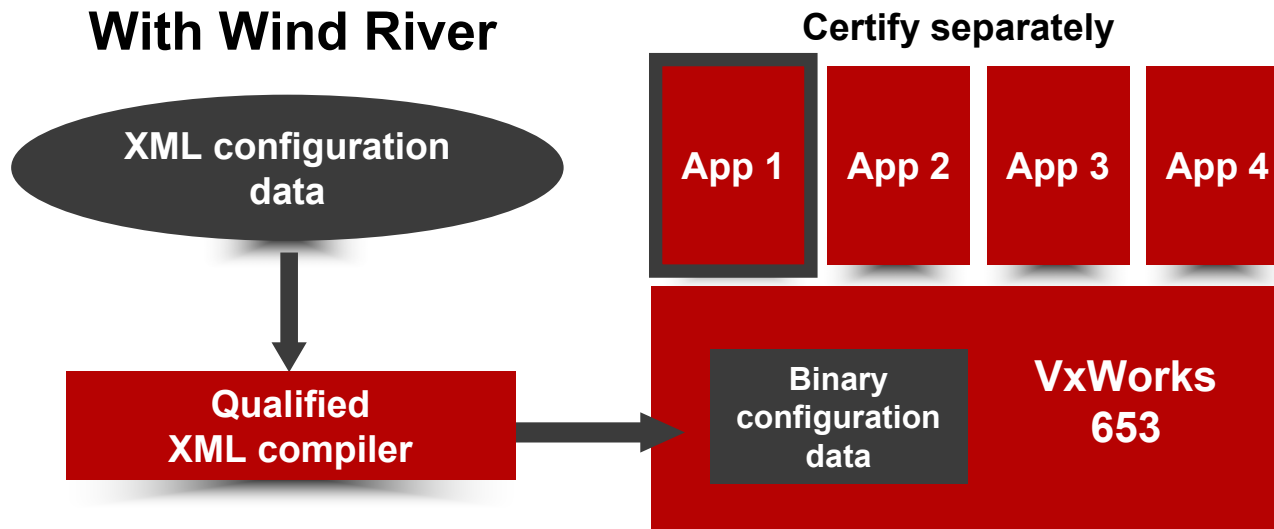 With Wind River
Certify separately
XML configuration
data
App 1
App 2
App 3
App 4
Qualified
XML compiler
Binary
configuration
data
VxWorks
653